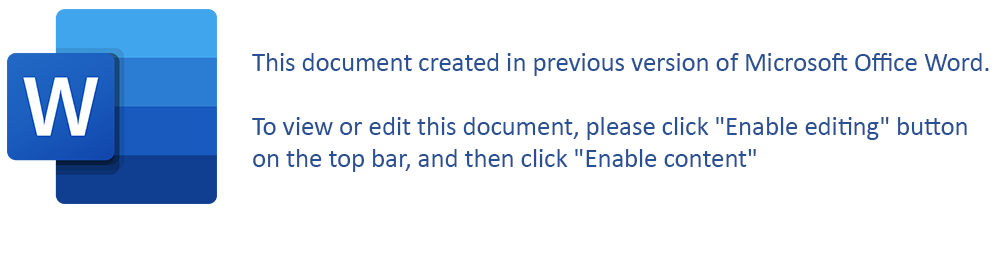 W
This document created in previous version of Microsoft Office Word.
To view or edit this document, please click "Enable editing" button
on the top bar, and then click "Enable content"